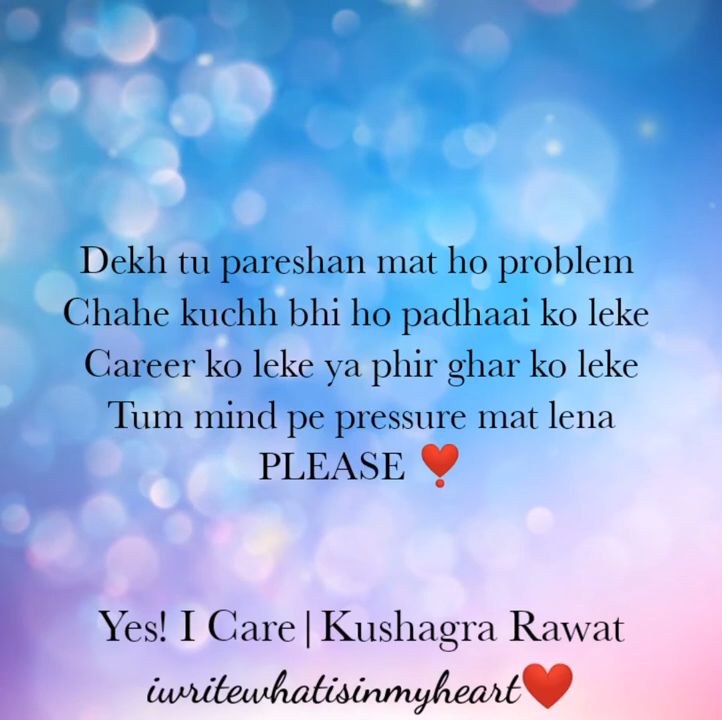 Dekh tu pareshan mat ho problem
Chahe kuchh bhi ho padhaai ko leke
Career ko leke ya phir ghar ko leke
Tum mind pe pressure mat lena
PLEASE ❣️
Yes! I Care|Kushagra Rawat
iwritewhatisinmyheart❤️